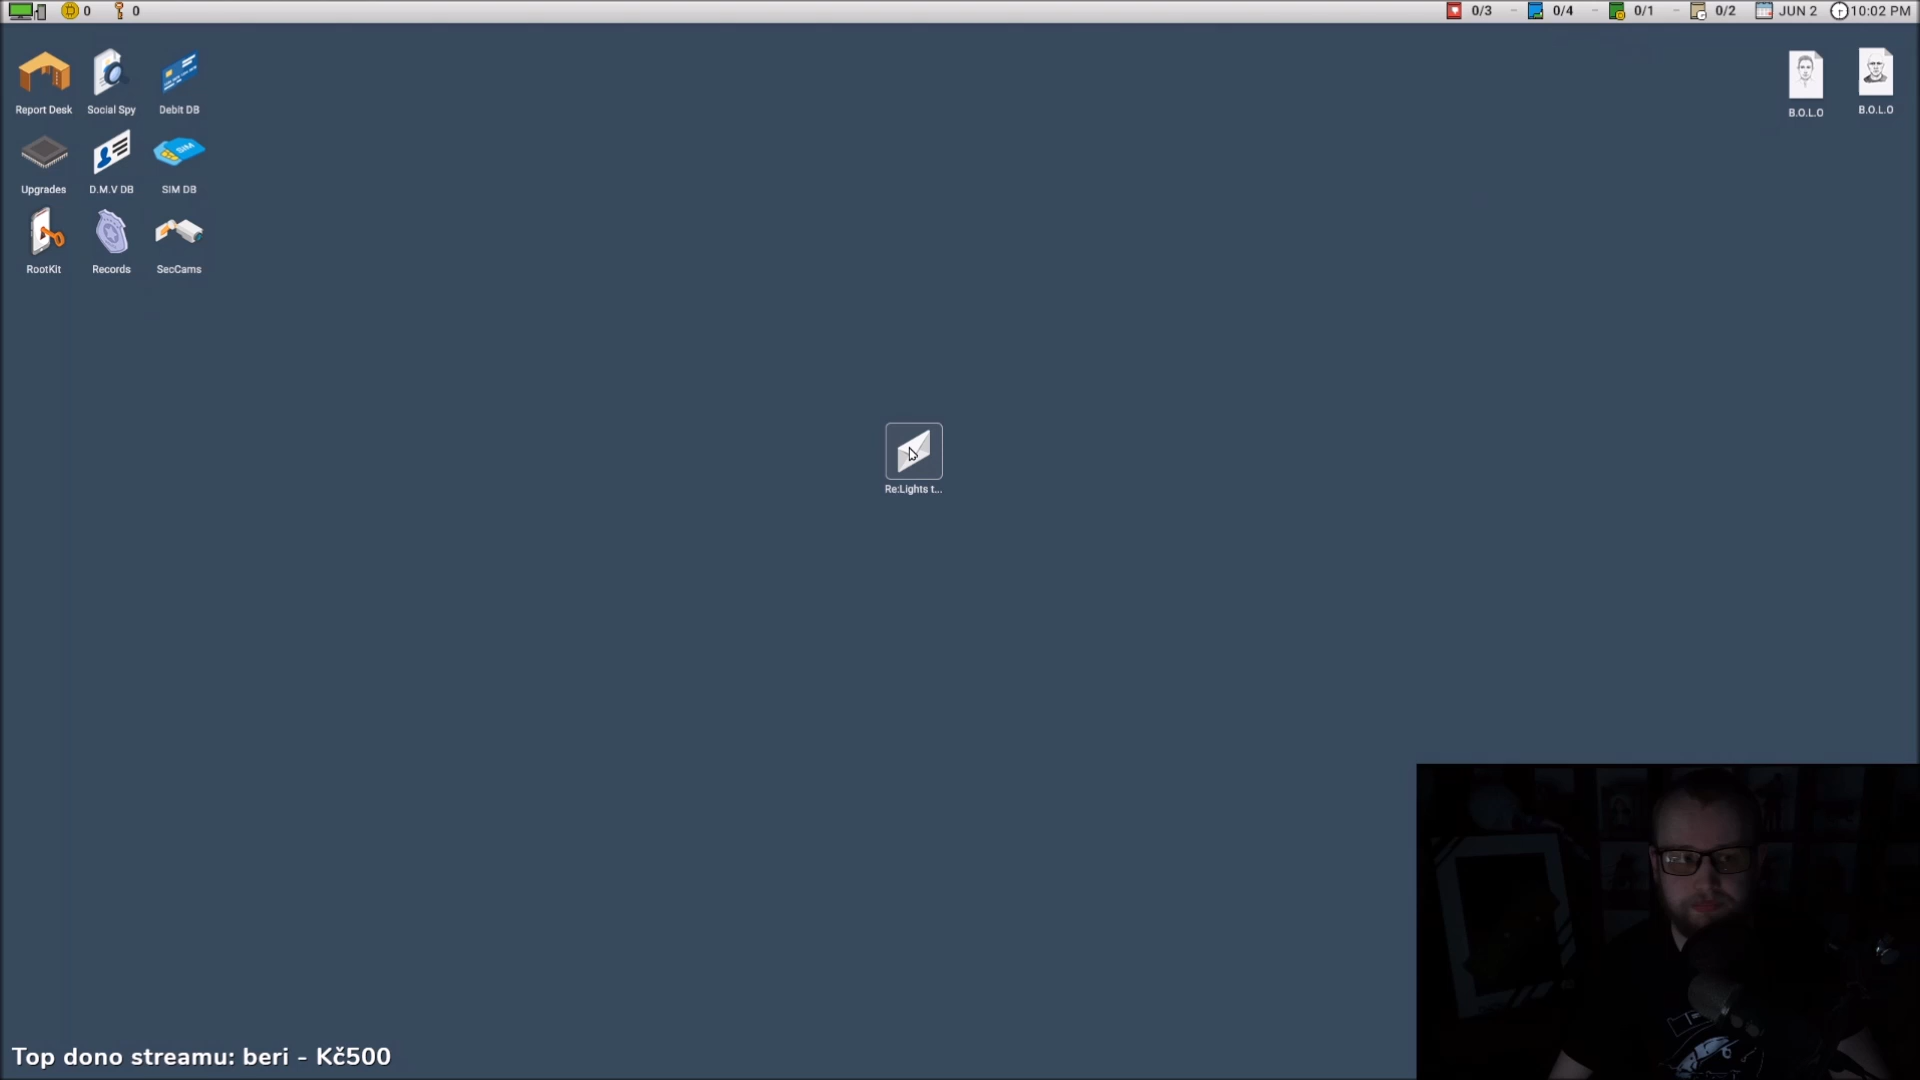 0 0 0/3 - 0/4 - 0/1 - 0/2 JUN 2 10:02 PM
Report Desk Social Spy Debit DB
B.O.L.O B.O.L.O
Upgrades D.M.V DB SIM DB
SIM
RootKit Records SecCams
Re:Lights t...
Top dono streamu: beri - Kč500